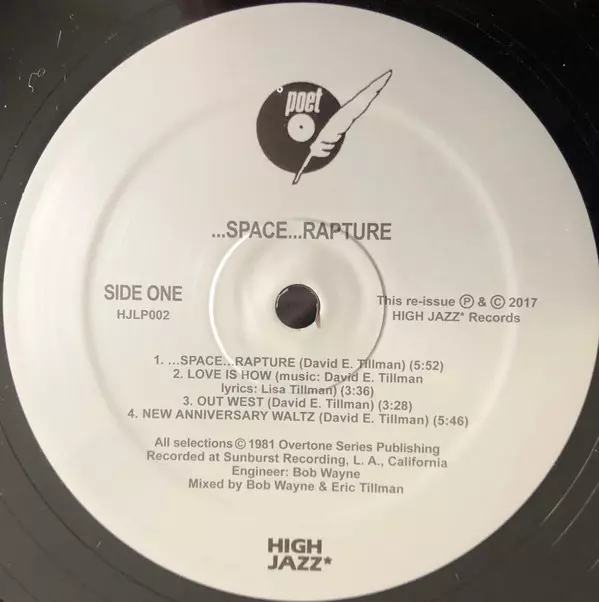 poet
...SPACE...RAPTURE
SIDE ONE
HJLP002
This re-issue Ⓟ & © 2017
HIGH JAZZ* Records
1. ...SPACE...RAPTURE (David E. Tillman) (5:52)
2. LOVE IS HOW (music: David E. Tillman
lyrics: Lisa Tillman) (3:36)
3. OUT WEST (David E. Tillman) (3:28)
4. NEW ANNIVERSARY WALTZ (David E. Tillman) (5:46)
All selections © 1981 Overtone Series Publishing
Recorded at Sunburst Recording, L. A., California
Engineer: Bob Wayne
Mixed by Bob Wayne & Eric Tillman
HIGH
JAZZ*